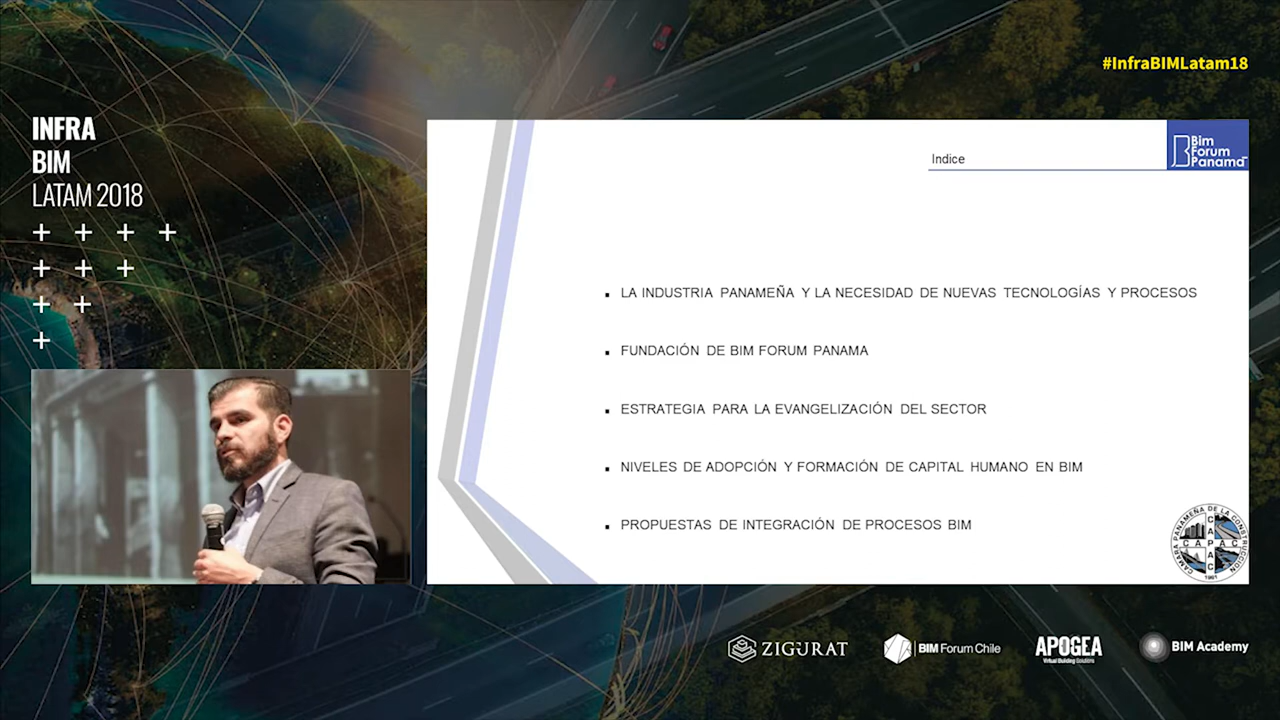 #InfraBIMLatam18
INFRA
BIM
LATAM 2018
Indice
Bim
Forum
Panama
▪ LA INDUSTRIA PANAMEÑA Y LA NECESIDAD DE NUEVAS TECNOLOGÍAS Y PROCESOS
▪ FUNDACIÓN DE BIM FORUM PANAMA
▪ ESTRATEGIA PARA LA EVANGELIZACIÓN DEL SECTOR
▪ NIVELES DE ADOPCIÓN Y FORMACIÓN DE CAPITAL HUMANO EN BIM
▪ PROPUESTAS DE INTEGRACIÓN DE PROCESOS BIM
CAMARA PANAMEÑA DE LA CONSTRUCCION
CAPAC
CAPAC
1961
ZIGURAT
BIM Forum Chile
APOGEA
Virtual Building Solutions
BIM Academy